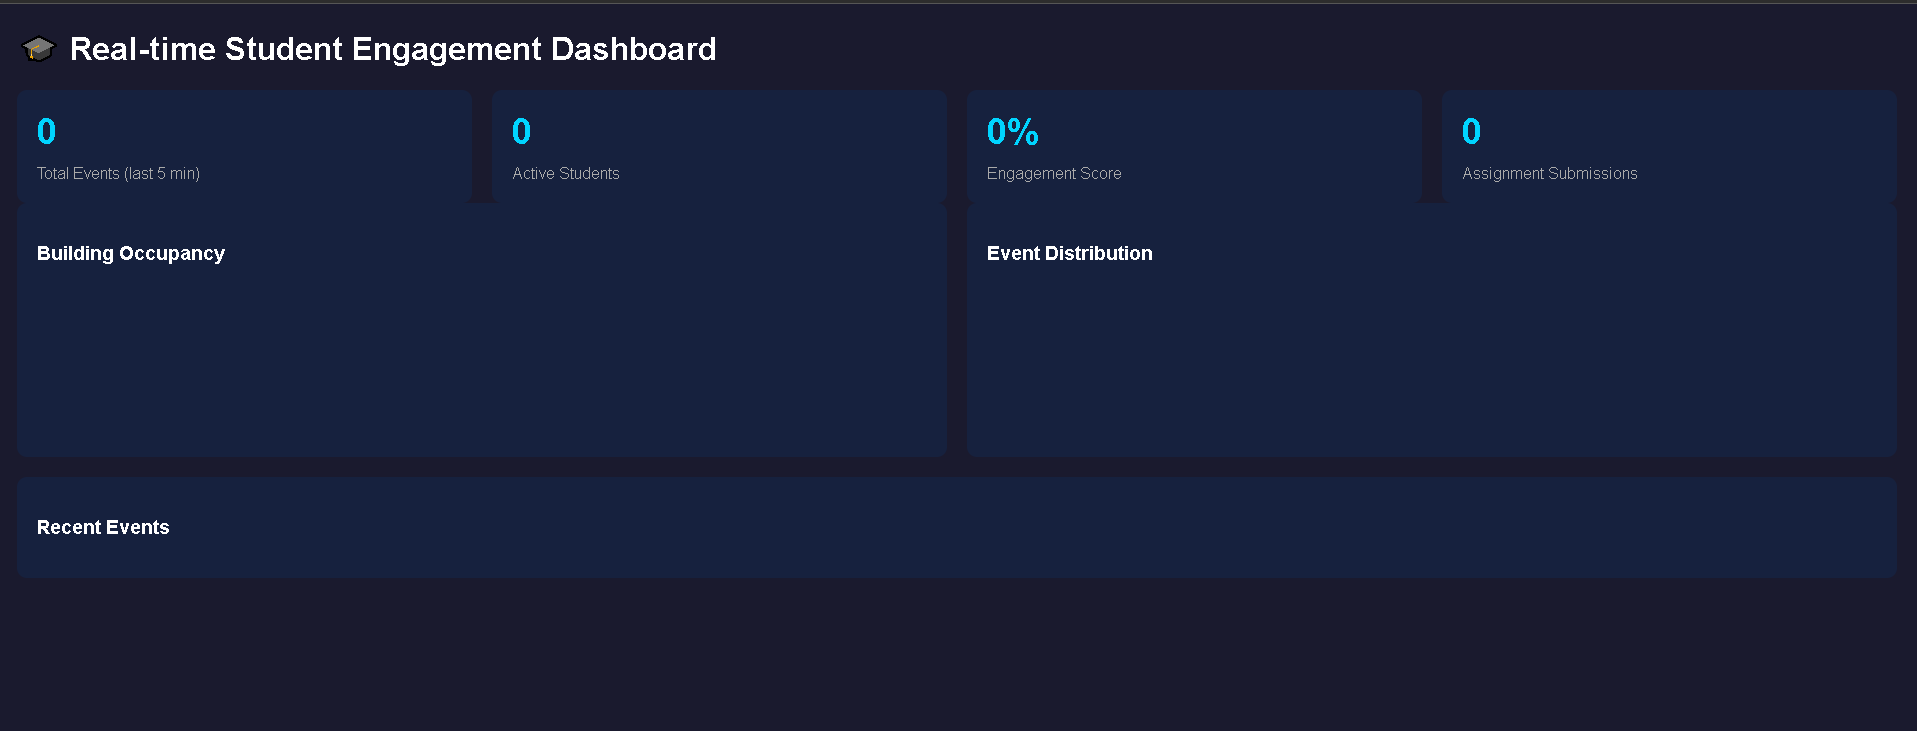 Real-time Student Engagement Dashboard
0
Total Events (last 5 min)
0
Active Students
0%
Engagement Score
0
Assignment Submissions
Building Occupancy
Event Distribution
Recent Events